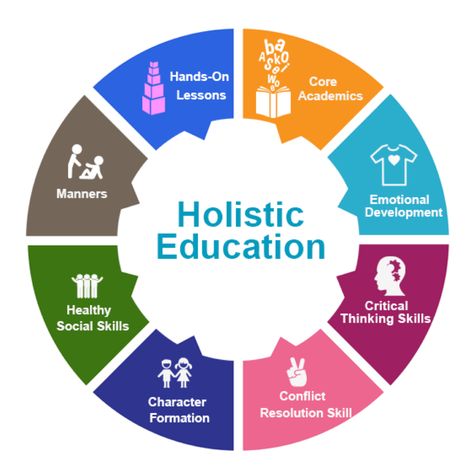 Holistic
Education
Core
Academics
Emotional
Development
Critical
Thinking Skills
Conflict
Resolution Skill
Character
Formation
Healthy
Social Skills
Manners
Hands-On
Lessons